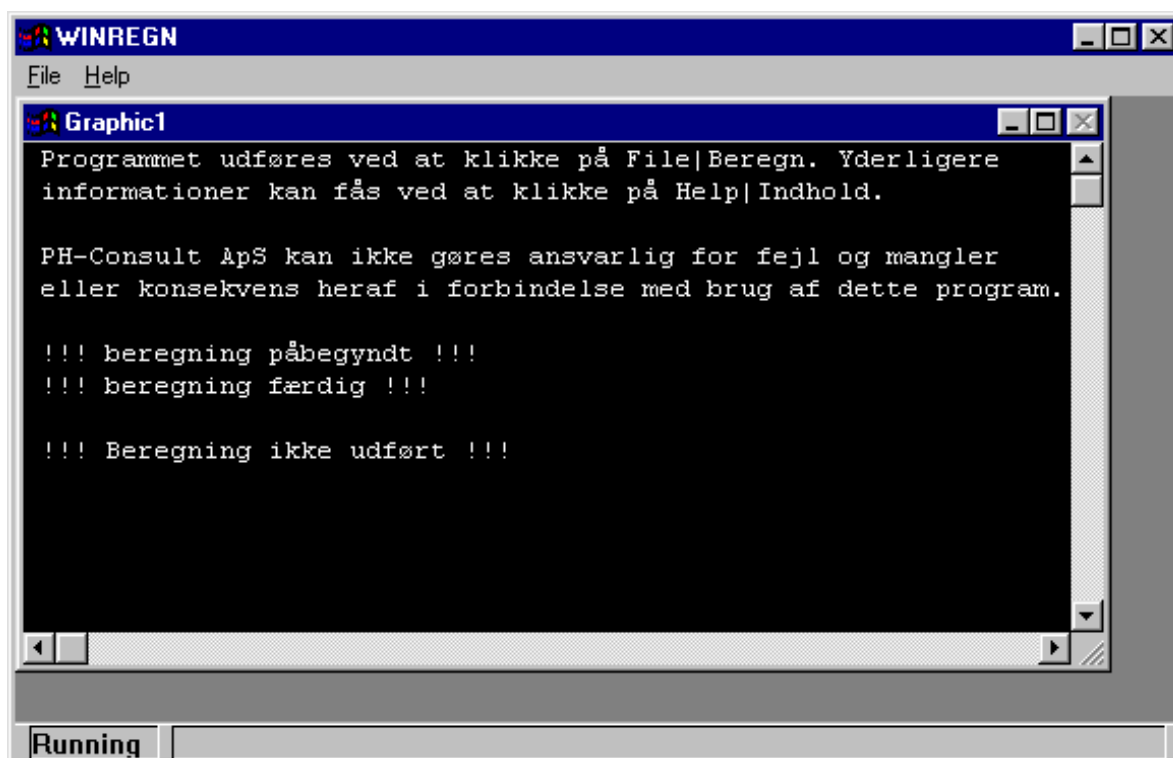 WINREGN
File Help
Graphic1
Programmet udføres ved at klikke på File|Beregn. Yderligere
informationer kan fås ved at klikke på Help|Indhold.
PH-Consult ApS kan ikke gøres ansvarlig for fejl og mangler
eller konsekvens heraf i forbindelse med brug af dette program.
!!! beregning påbegyndt !!!
!!! beregning færdig !!!
!!! Beregning ikke udført !!!
Running